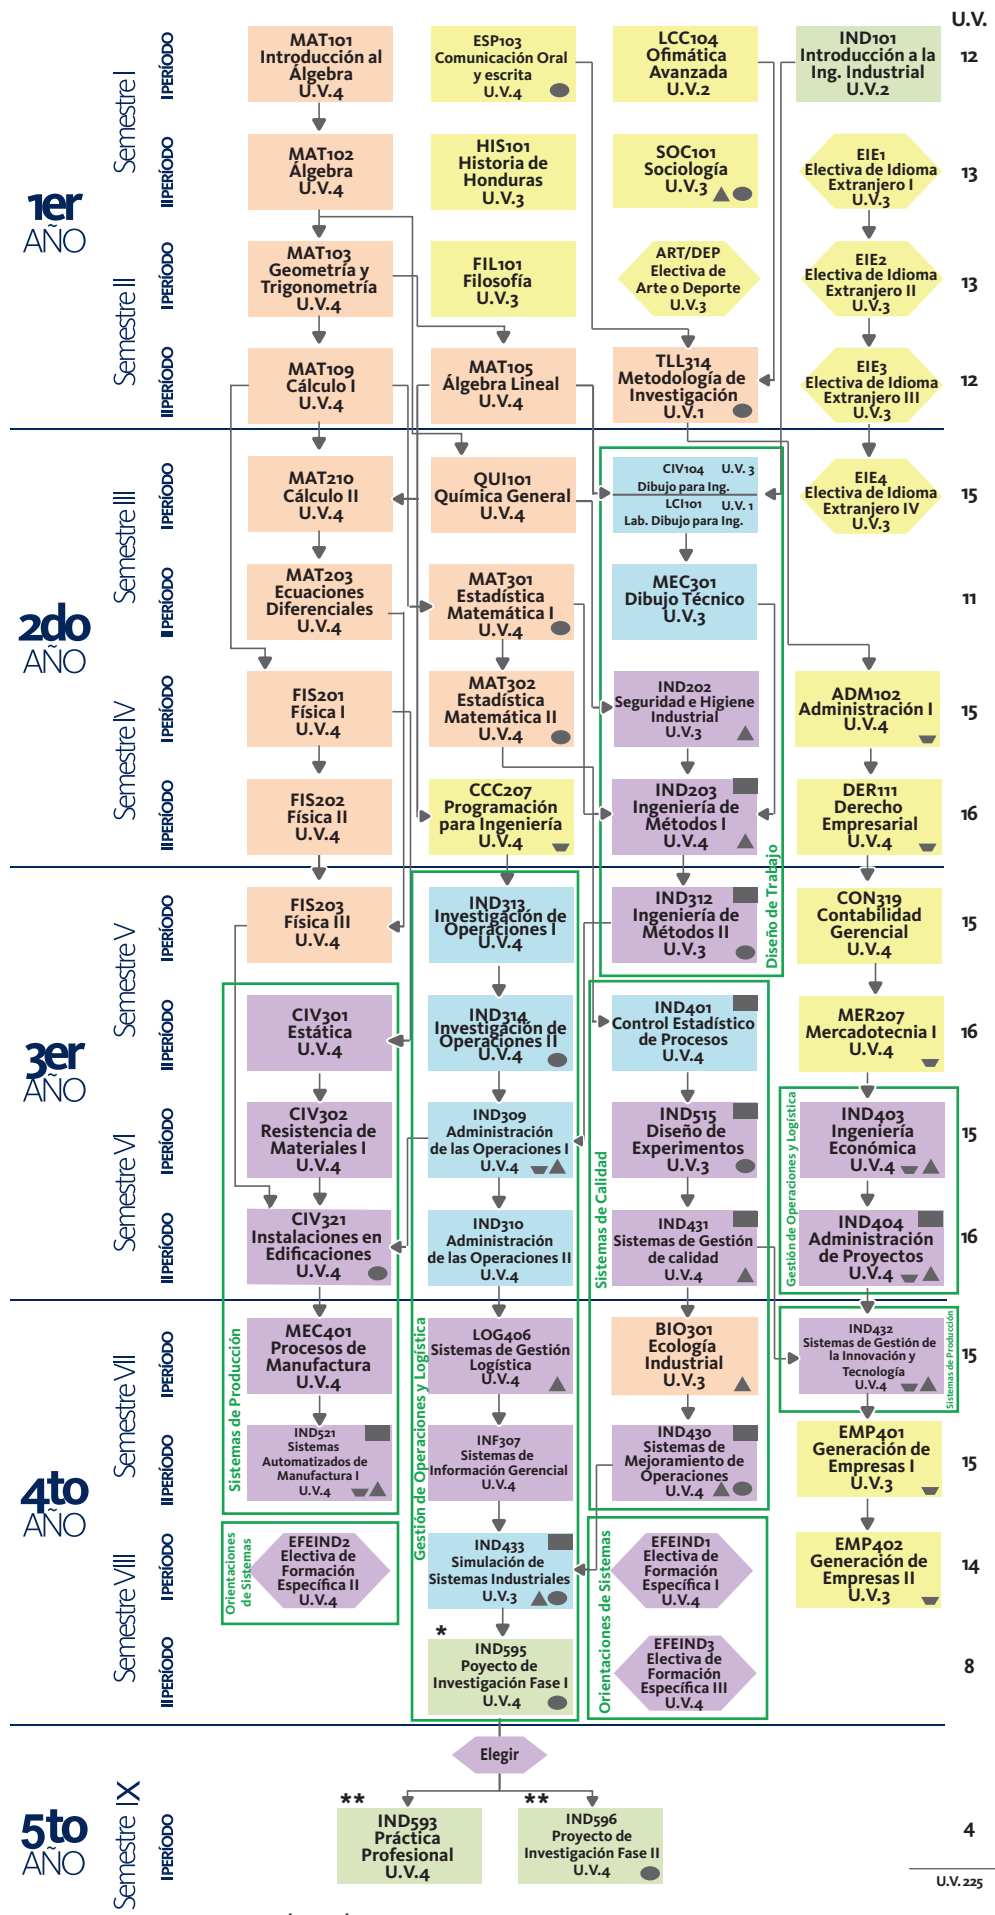 U.V.
1er
AÑO
Semestre I
I PERÍODO
MAT101
Introducción al
Álgebra
U.V.4
ESP103
Comunicación Oral
y escrita
U.V.4
LCC104
Ofimática
Avanzada
U.V.2
IND101
Introducción a la
Ing. Industrial
U.V.2
12
II PERÍODO
MAT102
Álgebra
U.V.4
HIS101
Historia de
Honduras
U.V.3
SOC101
Sociología
U.V.3
EIE1
Electiva de Idioma
Extranjero I
U.V.3
13
Semestre II
I PERÍODO
MAT103
Geometría y
Trigonometría
U.V.4
FIL101
Filosofía
U.V.3
ART/DEP
Electiva de
Arte o Deporte
U.V.3
EIE2
Electiva de Idioma
Extranjero II
U.V.3
13
II PERÍODO
MAT109
Cálculo I
U.V.4
MAT105
Álgebra Lineal
U.V.4
TLL314
Metodología de
Investigación
U.V.1
EIE3
Electiva de Idioma
Extranjero III
U.V.3
12
2do
AÑO
Semestre III
I PERÍODO
MAT210
Cálculo II
U.V.4
QUI101
Química General
U.V.4
CIV104 U.V. 3
Dibujo para Ing.
LCI101 U.V. 1
Lab. Dibujo para Ing.
EIE4
Electiva de Idioma
Extranjero IV
U.V.3
15
II PERÍODO
MAT203
Ecuaciones
Diferenciales
U.V.4
MAT301
Estadística
Matemática I
U.V.4
MEC301
Dibujo Técnico
U.V.3
11
Semestre IV
I PERÍODO
FIS201
Física I
U.V.4
MAT302
Estadística
Matemática II
U.V.4
IND202
Seguridad e Higiene
Industrial
U.V.3
ADM102
Administración I
U.V.4
15
II PERÍODO
FIS202
Física II
U.V.4
CCC207
Programación
para Ingeniería
U.V.4
IND203
Ingeniería de
Métodos I
U.V.4
DER111
Derecho
Empresarial
U.V.4
16
Diseño de Trabajo
3er
AÑO
Semestre V
I PERÍODO
FIS203
Física III
U.V.4
IND313
Investigación de
Operaciones I
U.V.4
IND312
Ingeniería de
Métodos II
U.V.3
CON319
Contabilidad
Gerencial
U.V.4
15
II PERÍODO
CIV301
Estática
U.V.4
IND314
Investigación de
Operaciones II
U.V.4
IND401
Control Estadístico
de Procesos
U.V.4
MER207
Mercadotecnia I
U.V.4
16
Semestre VI
I PERÍODO
CIV302
Resistencia de
Materiales I
U.V.4
IND309
Administración
de las Operaciones I
U.V.4
IND515
Diseño de
Experimentos
U.V.3
IND403
Ingeniería
Económica
U.V.4
15
II PERÍODO
CIV321
Instalaciones en
Edificaciones
U.V.4
IND310
Administración
de las Operaciones II
U.V.4
IND431
Sistemas de Gestión
de calidad
U.V.4
IND404
Administración
de Proyectos
U.V.4
16
Sistemas de Calidad
Gestión de Operaciones y Logística
4to
AÑO
Semestre VII
I PERÍODO
MEC401
Procesos de
Manufactura
U.V.4
LOG406
Sistemas de Gestión
Logística
U.V.4
BIO301
Ecología
Industrial
U.V.3
IND432
Sistemas de Gestión de
la Innovación y
Tecnología
U.V.4
15
Sistemas de Producción
Gestión de Operaciones y Logística
Sistemas de Producción
II PERÍODO
IND521
Sistemas
Automatizados de
Manufactura I
U.V.4
INF307
Sistemas de
Información Gerencial
U.V.4
IND430
Sistemas de
Mejoramiento de
Operaciones
U.V.4
EMP401
Generación de
Empresas I
U.V.3
15
Semestre VIII
I PERÍODO
Orientaciones
de Sistemas
EFEIND2
Electiva de
Formación
Específica II
U.V.4
IND433
Simulación de
Sistemas Industriales
U.V.3
EFEIND1
Electiva de
Formación
Específica I
U.V.4
EMP402
Generación de
Empresas II
U.V.3
14
II PERÍODO
*
IND595
Poyecto de
Investigación Fase I
U.V.4
Orientaciones de Sistemas
EFEIND3
Electiva de
Formación
Específica III
U.V.4
8
Elegir
5to
AÑO
Semestre IX
I PERÍODO
**
IND593
Práctica
Profesional
U.V.4
**
IND596
Proyecto de
Investigación Fase II
U.V.4
4
U.V. 225